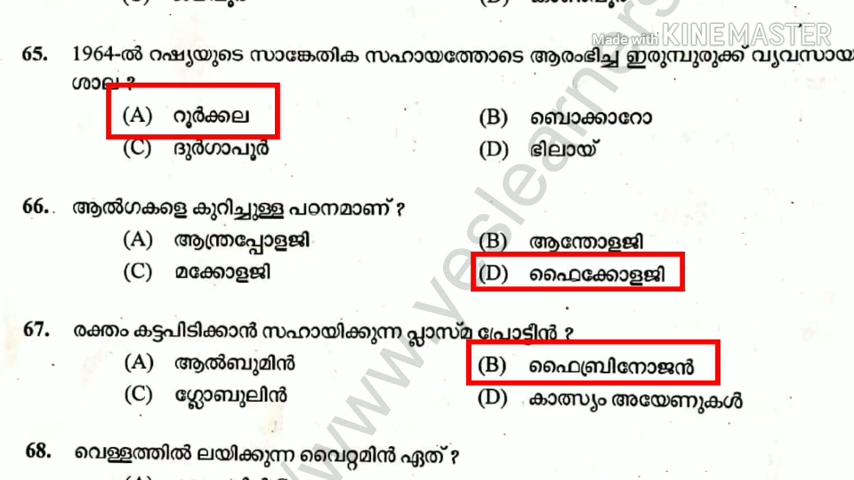 Made with KINEMASTER
65. 1964-ൽ റഷ്യയുടെ സാങ്കേതിക സഹായത്തോടെ ആരംഭിച്ച ഇരുമ്പുരുക്ക് വ്യവസായ
ശാല ?
(A) റൂർക്കല (B) ബൊക്കാറോ
(C) ദുർഗാപൂർ (D) ഭിലായ്
66. ആൽഗകളെ കുറിച്ചുള്ള പഠനമാണ് ?
(A) ആന്ത്രപ്പോളജി (B) ആന്തോളജി
(C) മക്കോളജി (D) ഫൈക്കോളജി
67. രക്തം കട്ടപിടിക്കാൻ സഹായിക്കുന്ന പ്ലാസ്മ പ്രോട്ടീൻ ?
(A) ആൽബുമിൻ (B) ഫൈബ്രിനോജൻ
(C) ഗ്ലോബുലിൻ (D) കാത്സ്യം അയേണുകൾ
68. വെള്ളത്തിൽ ലയിക്കുന്ന വൈറ്റമിൻ ഏത് ?
www.yeslearners